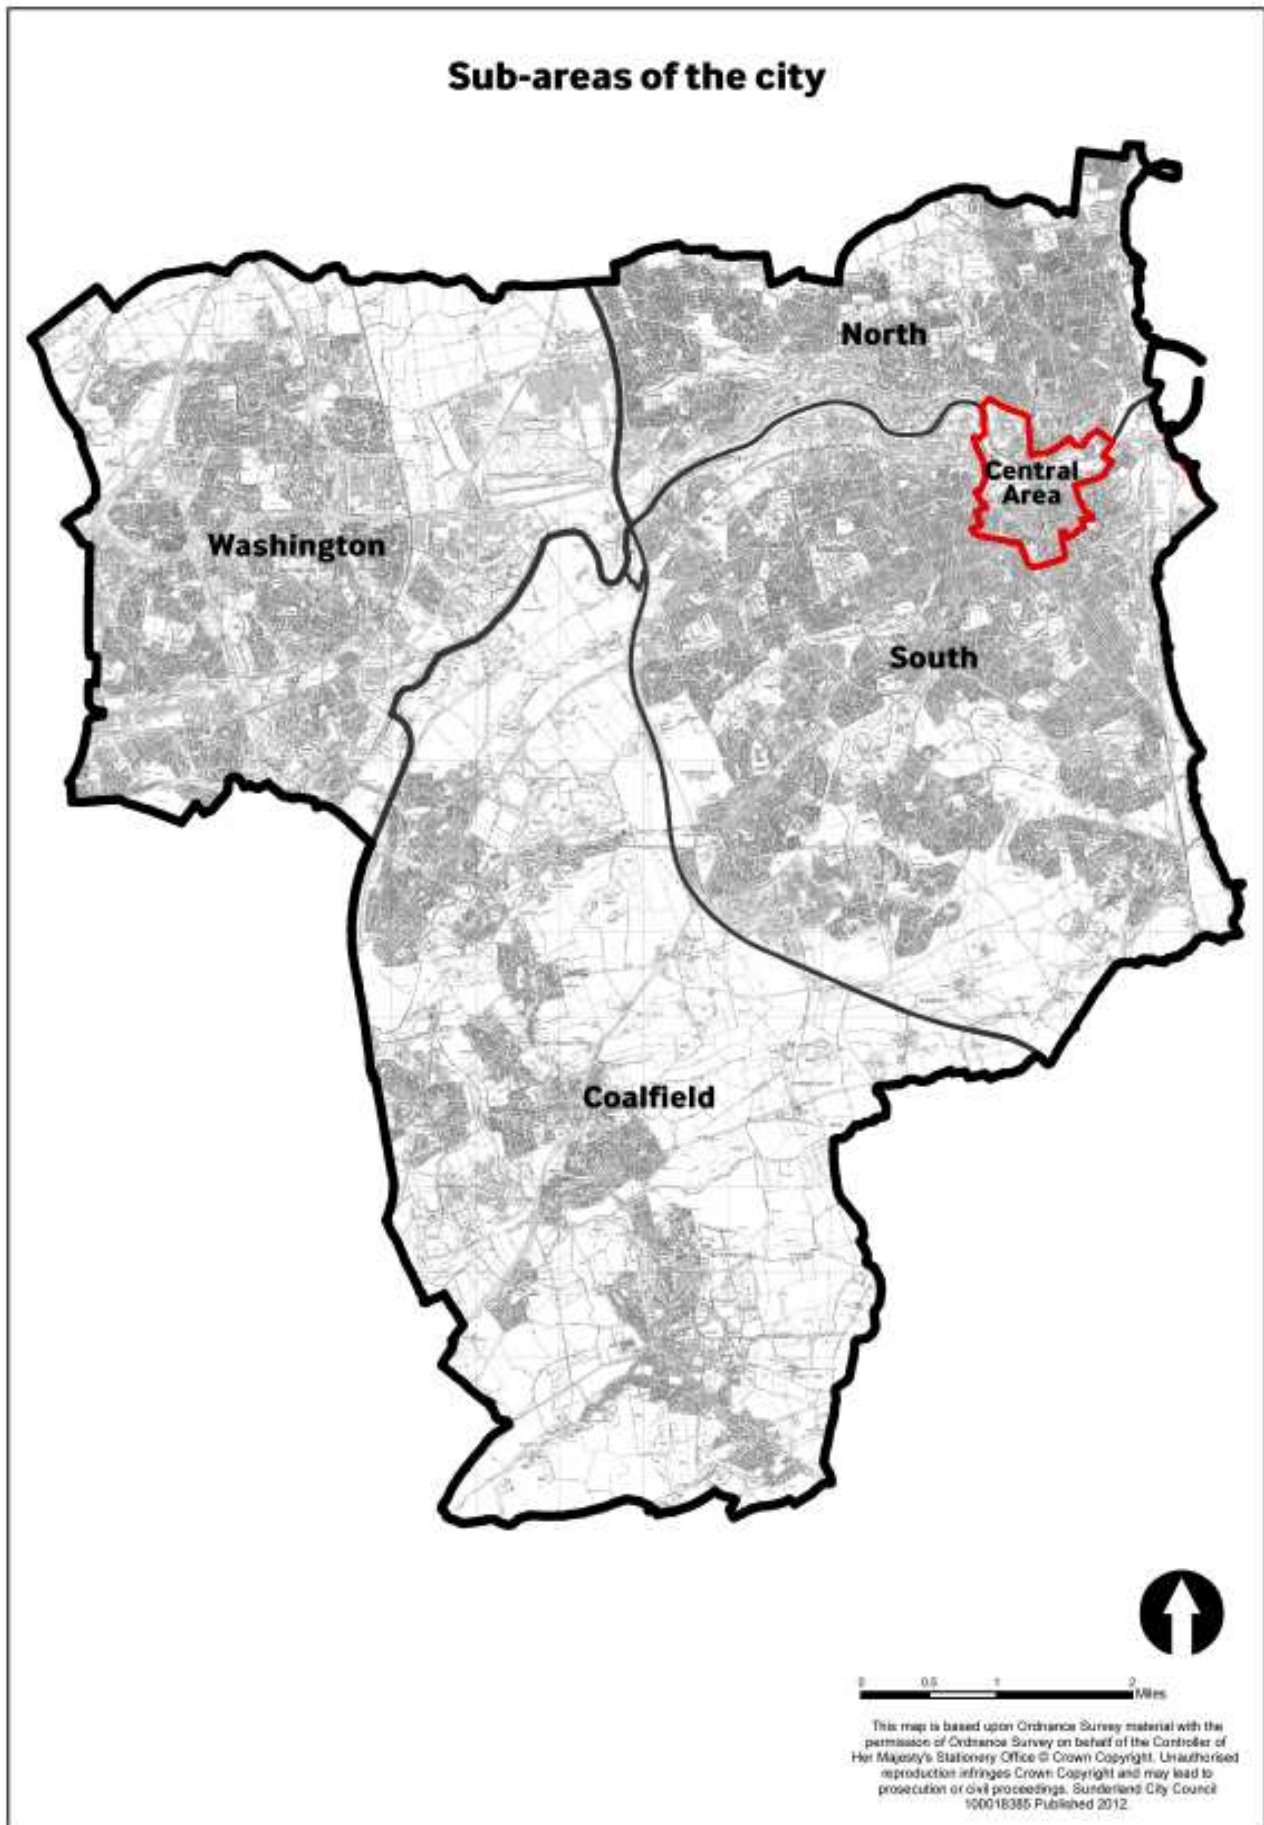 Sub-areas of the city
North
Central
Area
Washington
South
Coalfield
0 0.5 1 2
Miles
This map is based upon Ordnance Survey material with the
permission of Ordnance Survey on behalf of the Controller of
Her Majesty's Stationery Office © Crown Copyright. Unauthorised
reproduction infringes Crown Copyright and may lead to
prosecution or civil proceedings. Sunderland City Council
100018385 Published 2012.